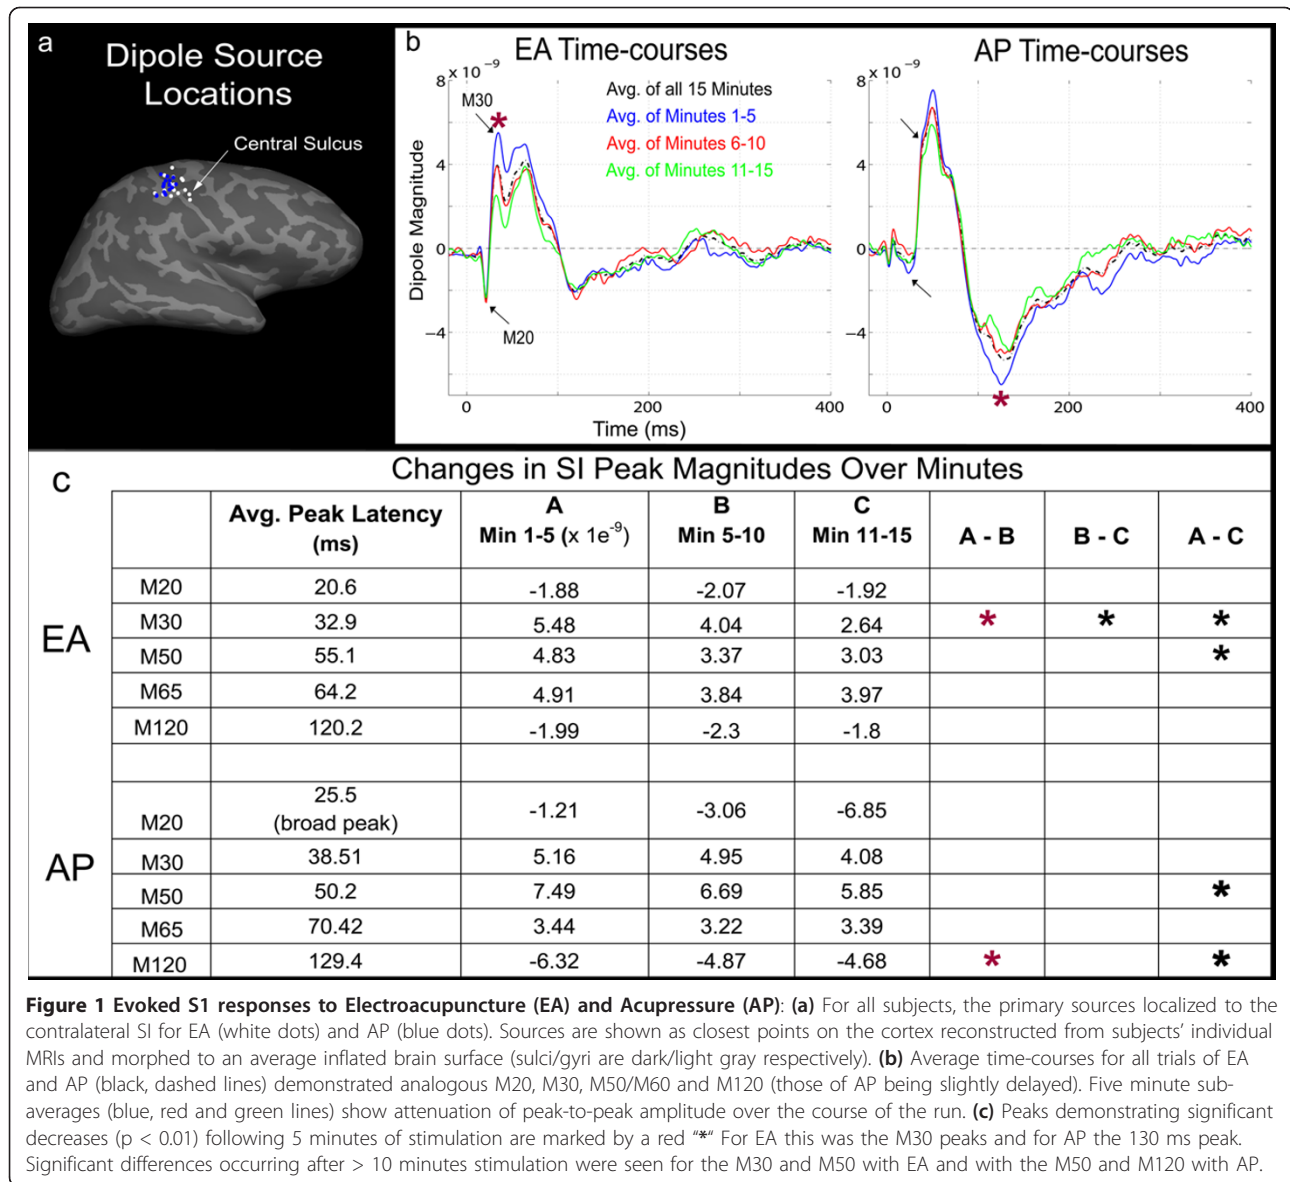 a
Dipole Source
Locations
Central Sulcus
b
EA Time-courses
AP Time-courses
8 x 10⁻⁹
M30
*
Avg. of all 15 Minutes
Avg. of Minutes 1-5
Avg. of Minutes 6-10
Avg. of Minutes 11-15
4
0
−4
Dipole Magnitude
M20
0 200 400
Time (ms)
8 x 10⁻⁹
4
0
−4
*
0 200 400
c
Changes in SI Peak Magnitudes Over Minutes
Avg. Peak Latency (ms) A Min 1-5 (x 1e⁻⁹) B Min 5-10 C Min 11-15 A - B B - C A - C
EA
M20 20.6 -1.88 -2.07 -1.92
M30 32.9 5.48 4.04 2.64 * * *
M50 55.1 4.83 3.37 3.03 *
M65 64.2 4.91 3.84 3.97
M120 120.2 -1.99 -2.3 -1.8
AP
M20 25.5 (broad peak) -1.21 -3.06 -6.85
M30 38.51 5.16 4.95 4.08
M50 50.2 7.49 6.69 5.85 *
M65 70.42 3.44 3.22 3.39
M120 129.4 -6.32 -4.87 -4.68 * *
Figure 1 Evoked S1 responses to Electroacupuncture (EA) and Acupressure (AP): (a) For all subjects, the primary sources localized to the
contralateral SI for EA (white dots) and AP (blue dots). Sources are shown as closest points on the cortex reconstructed from subjects' individual
MRIs and morphed to an average inflated brain surface (sulci/gyri are dark/light gray respectively). (b) Average time-courses for all trials of EA
and AP (black, dashed lines) demonstrated analogous M20, M30, M50/M60 and M120 (those of AP being slightly delayed). Five minute sub-
averages (blue, red and green lines) show attenuation of peak-to-peak amplitude over the course of the run. (c) Peaks demonstrating significant
decreases (p < 0.01) following 5 minutes of stimulation are marked by a red "*" For EA this was the M30 peaks and for AP the 130 ms peak.
Significant differences occurring after > 10 minutes stimulation were seen for the M30 and M50 with EA and with the M50 and M120 with AP.